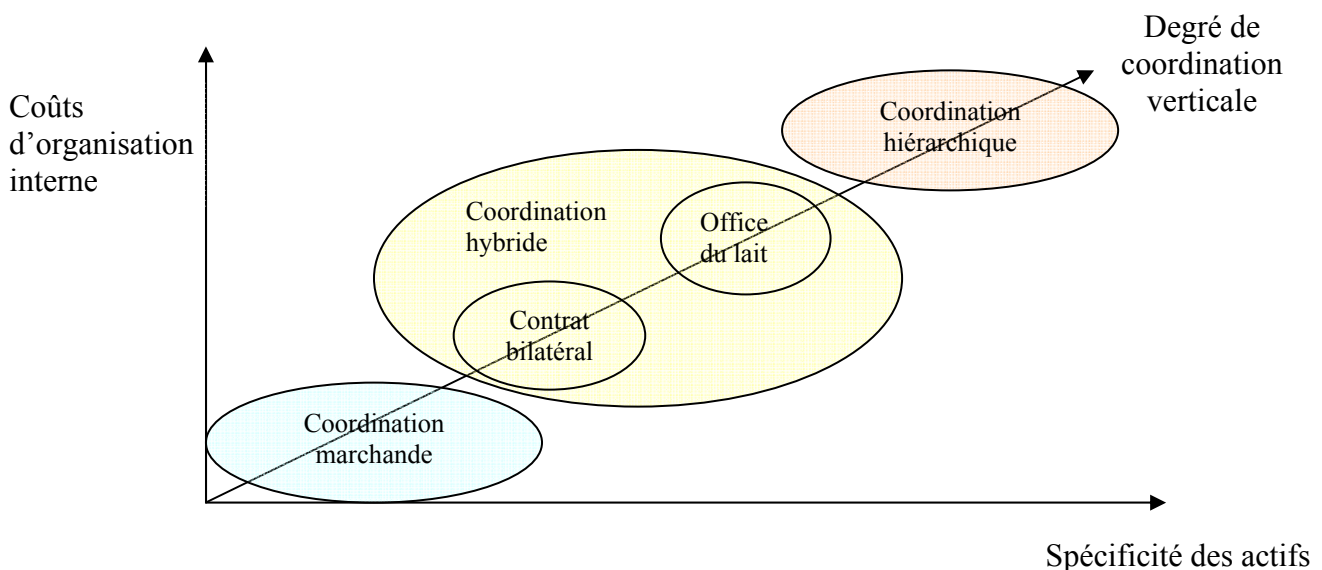 Degré de
coordination
verticale
Coûts
d’organisation
interne
Coordination
hiérarchique
Coordination
hybride
Office
du lait
Contrat
bilatéral
Coordination
marchande
Spécificité des actifs